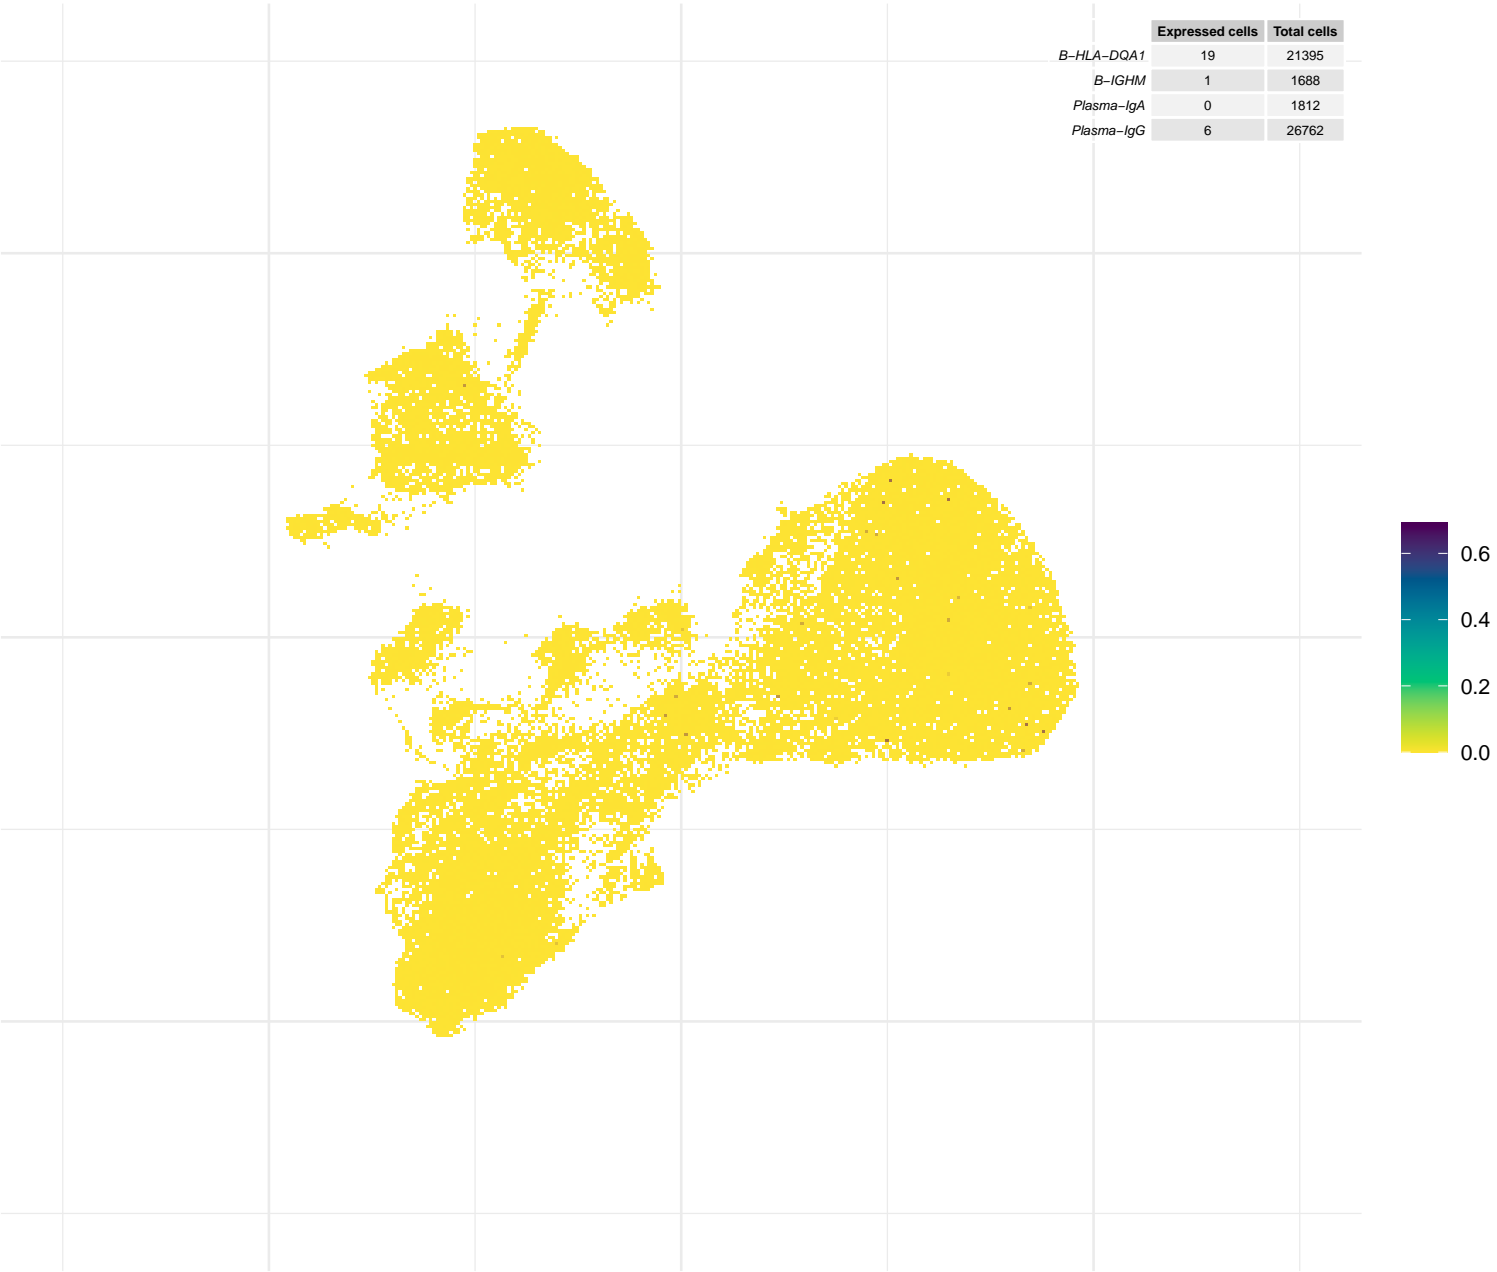 Expressed cells Total cells
B−HLA−DQA1 19 21395
B−IGHM 1 1688
Plasma−IgA 0 1812
Plasma−IgG 6 26762
0.6
0.4
0.2
0.0